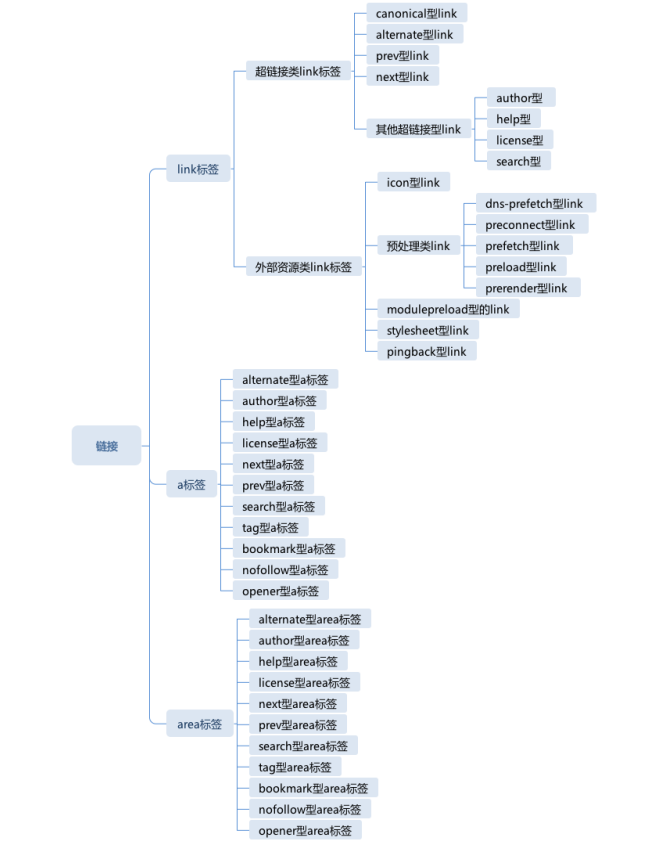 链接
link标签
超链接类link标签
canonical型link
alternate型link
prev型link
next型link
其他超链接型link
author型
help型
license型
search型
外部资源类link标签
icon型link
预处理类link
dns-prefetch型link
preconnect型link
prefetch型link
preload型link
prerender型link
modulepreload型的link
stylesheet型link
pingback型link
a标签
alternate型a标签
author型a标签
help型a标签
license型a标签
next型a标签
prev型a标签
search型a标签
tag型a标签
bookmark型a标签
nofollow型a标签
opener型a标签
area标签
alternate型area标签
author型area标签
help型area标签
license型area标签
next型area标签
prev型area标签
search型area标签
tag型area标签
bookmark型area标签
nofollow型area标签
opener型area标签